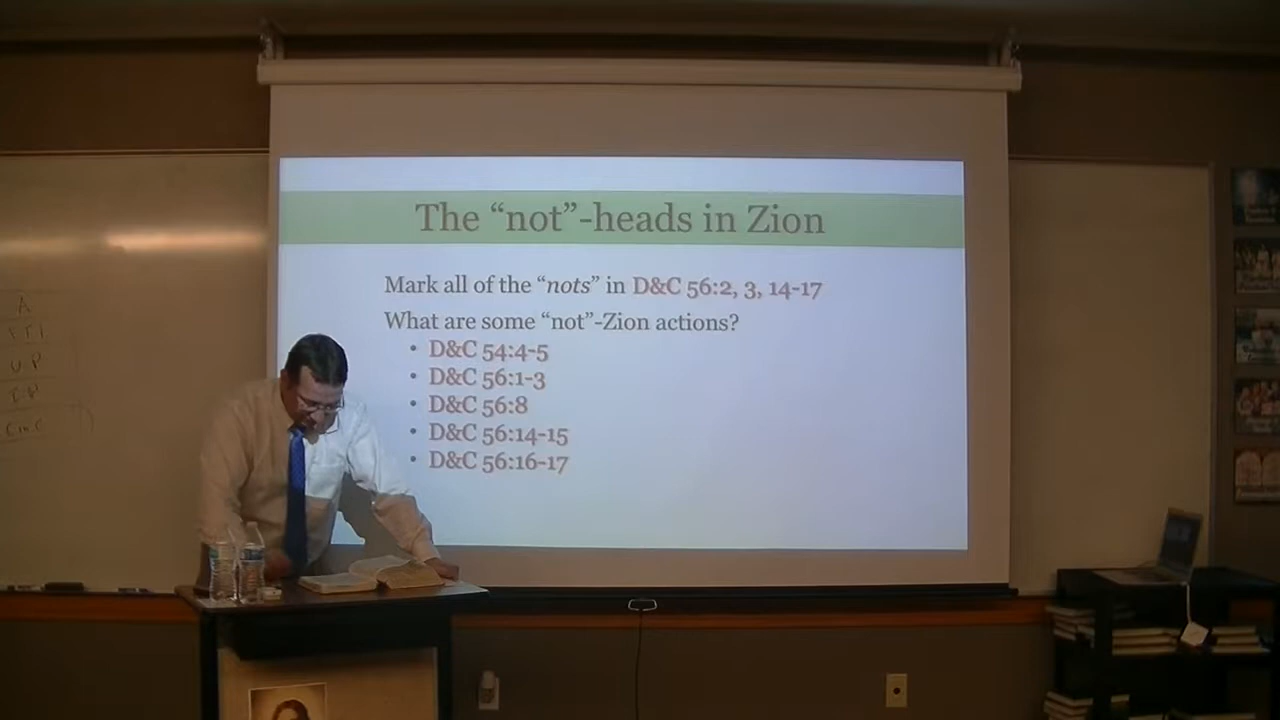 The “not”-heads in Zion
Mark all of the “nots” in D&C 56:2, 3, 14-17
What are some “not”-Zion actions?
• D&C 54:4-5
• D&C 56:1-3
• D&C 56:8
• D&C 56:14-15
• D&C 56:16-17
A
UP